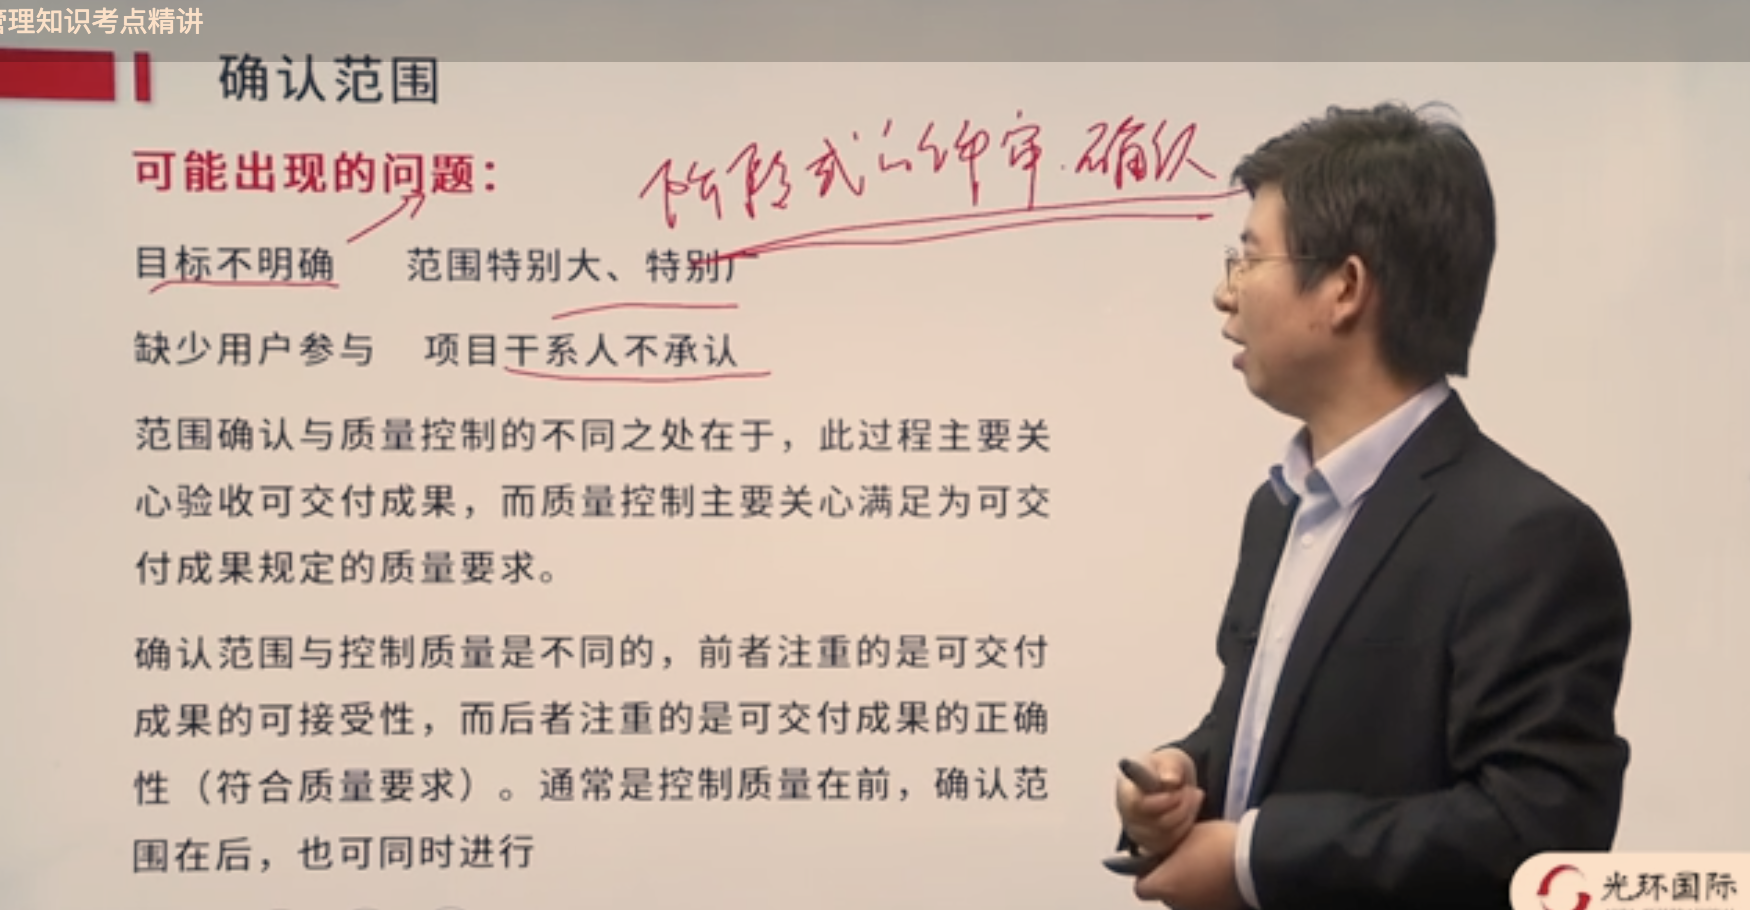 管理知识考点精讲
确认范围
可能出现的问题：
阶段式的评审.确认
目标不明确 范围特别大、特别广
缺少用户参与 项目干系人不承认
范围确认与质量控制的不同之处在于，此过程主要关
心验收可交付成果，而质量控制主要关心满足为可交
付成果规定的质量要求。
确认范围与控制质量是不同的，前者注重的是可交付
成果的可接受性，而后者注重的是可交付成果的正确
性（符合质量要求）。通常是控制质量在前，确认范
围在后，也可同时进行
光环国际